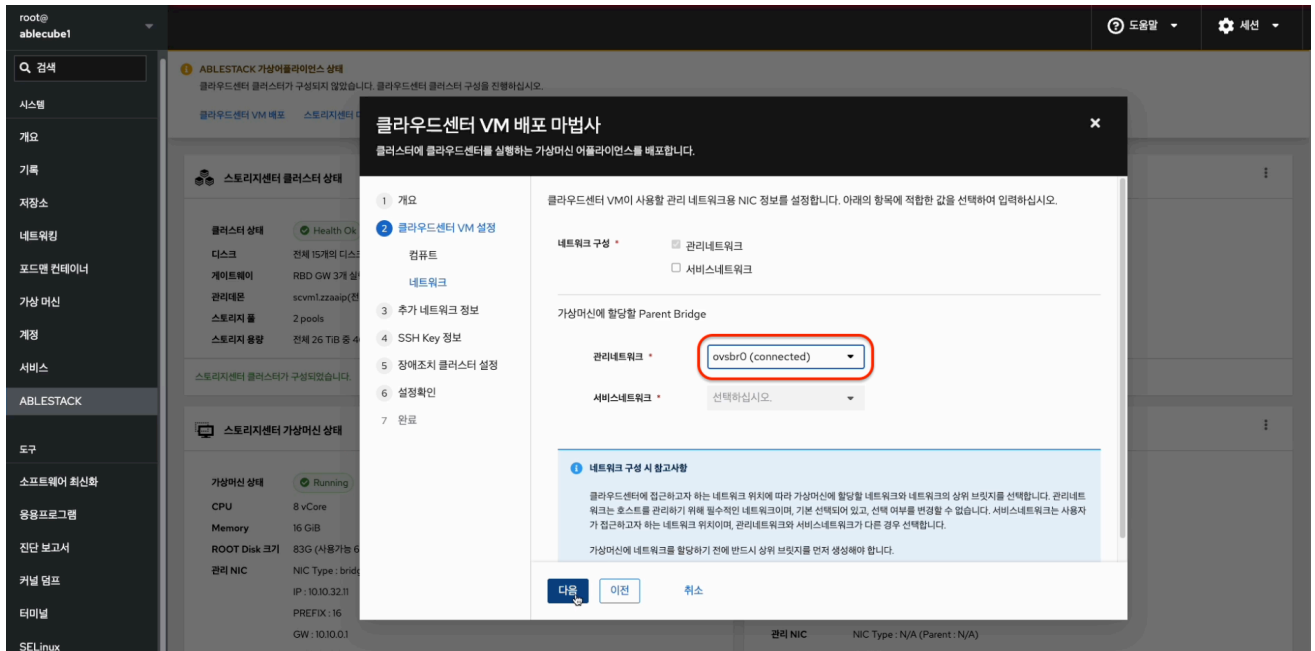 root@
ablecube1
도움말
세션
검색
시스템
개요
기록
저장소
네트워킹
포드맨 컨테이너
가상 머신
계정
서비스
ABLESTACK
도구
소프트웨어 최신화
응용프로그램
진단 보고서
커널 덤프
터미널
SELinux
ABLESTACK 가상어플라이언스 상태
클라우드센터 클러스터가 구성되지 않았습니다. 클라우드센터 클러스터 구성을 진행하십시오.
클라우드센터 VM 배포 스토리지센터
스토리지센터 클러스터 상태
클러스터 상태 Health Ok
디스크 전체 15개의 디스크
게이트웨이 RBD GW 3개
관리데몬 scvm1.zzaaip(전
스토리지 풀 2 pools
스토리지 용량 전체 26 TiB 중
스토리지센터 클러스터가 구성되었습니다.
스토리지센터 가상머신 상태
가상머신 상태 Running
CPU 8 vCore
Memory 16 GiB
ROOT Disk 크기 83G (사용가능 6
관리 NIC NIC Type : bridg
IP : 10.10.32.11
PREFIX : 16
GW : 10.10.0.1
클라우드센터 VM 배포 마법사
클러스터에 클라우드센터를 실행하는 가상머신 어플라이언스를 배포합니다.
1 개요
2 클라우드센터 VM 설정
컴퓨트
네트워크
3 추가 네트워크 정보
4 SSH Key 정보
5 장애조치 클러스터 설정
6 설정확인
7 완료
클라우드센터 VM이 사용할 관리 네트워크용 NIC 정보를 설정합니다. 아래의 항목에 적합한 값을 선택하여 입력하십시오.
네트워크 구성 * 관리네트워크
서비스네트워크
가상머신에 할당할 Parent Bridge
관리네트워크 * ovsbr0 (connected)
서비스네트워크 * 선택하십시오.
네트워크 구성 시 참고사항
클라우드센터에 접근하고자 하는 네트워크 위치에 따라 가상머신에 할당할 네트워크와 네트워크의 상위 브릿지를 선택합니다. 관리네트
워크는 호스트를 관리하기 위해 필수적인 네트워크이며, 기본 선택되어 있고, 선택 여부를 변경할 수 없습니다. 서비스네트워크는 사용자
가 접근하고자 하는 네트워크 위치이며, 관리네트워크와 서비스네트워크가 다른 경우 선택합니다.
가상머신에 네트워크를 할당하기 전에 반드시 상위 브릿지를 먼저 생성해야 합니다.
다음 이전 취소
관리 NIC NIC Type : N/A (Parent : N/A)